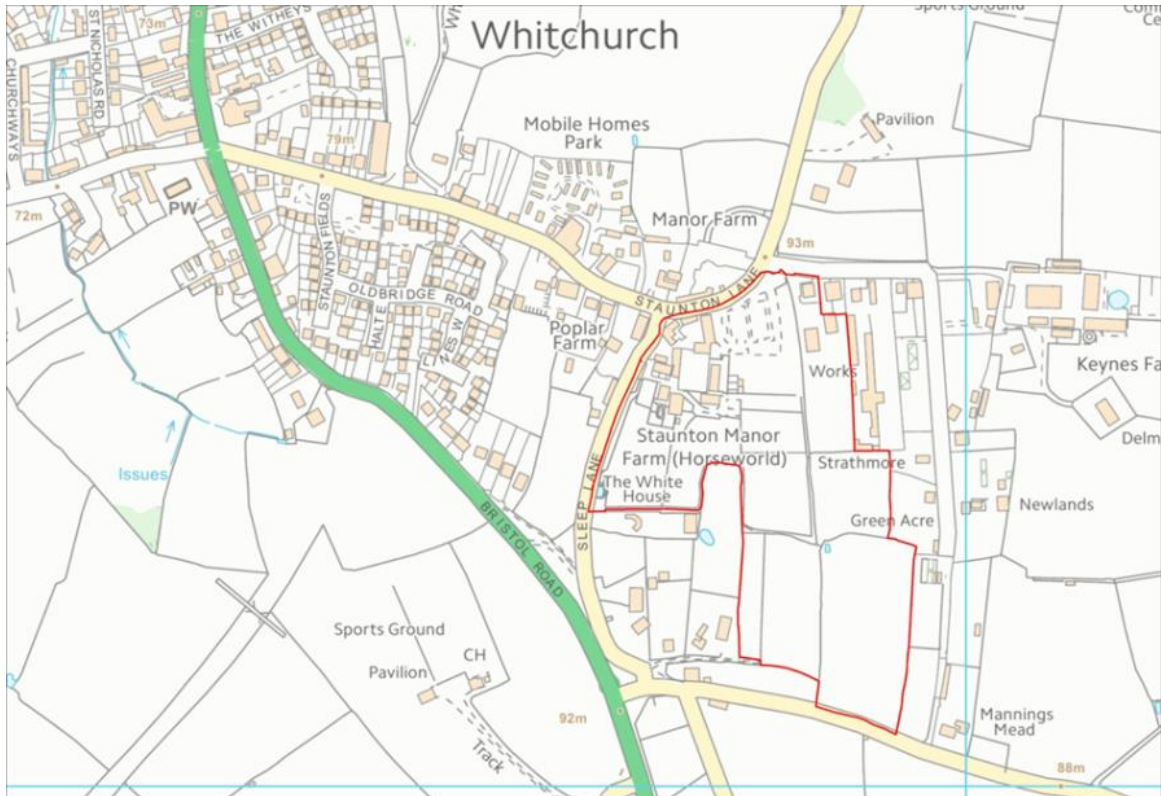 Sports Ground
73m
THE WITHEYS
Whitchurch
ST NICHOLAS RD
CHURCHWAYS
Pavilion
Mobile Homes
Park
79m
PW
72m
Manor Farm
93m
STAUNTON FIELDS
STAUNTON LANE
OLDBRIDGE ROAD
HALTE
NES W
Poplar
Farm
Works
Keynes Fa
Delm
Staunton Manor
Farm (Horseworld)
Strathmore
The White
House
Issues
SLEEP LANE
Green Acre
Newlands
BRISTOL ROAD
Sports Ground
CH
Pavilion
92m
Track
Mannings
Mead
88m